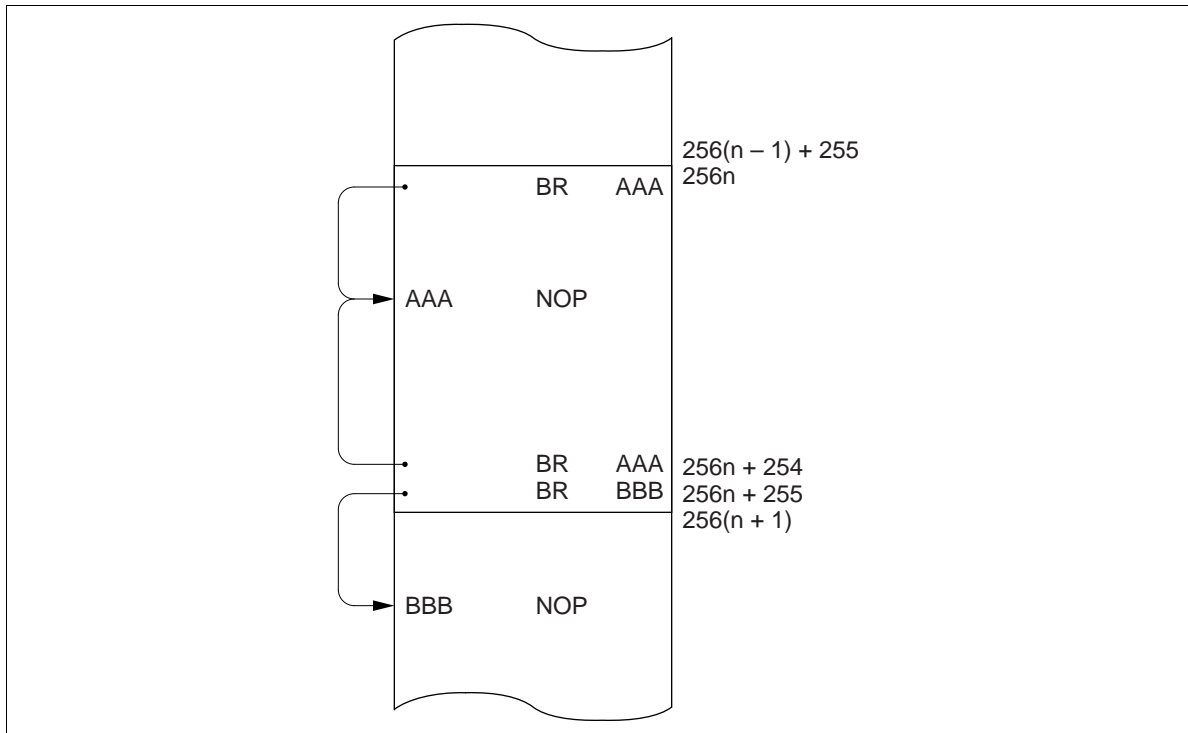 256(n – 1) + 255
256n
BR AAA
AAA NOP
BR AAA 256n + 254
BR BBB 256n + 255
256(n + 1)
BBB NOP